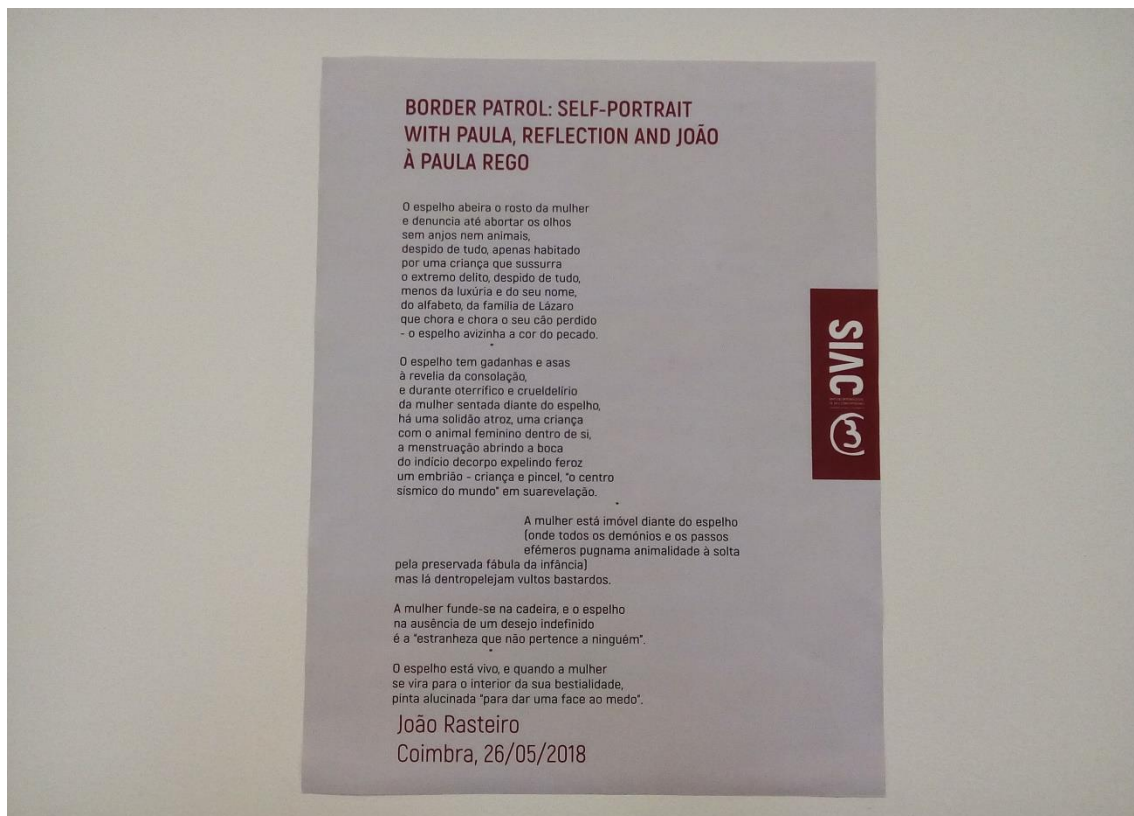 BORDER PATROL: SELF-PORTRAIT
WITH PAULA, REFLECTION AND JOÃO
À PAULA REGO
O espelho abeira o rosto da mulher
e denuncia até abortar os olhos
sem anjos nem animais,
despido de tudo, apenas habitado
por uma criança que sussurra
o extremo delito, despido de tudo,
menos da luxúria e do seu nome,
do alfabeto, da família de Lázaro
que chora e chora o seu cão perdido
- o espelho avizinha a cor do pecado.
*
O espelho tem gadanhas e asas
à revelia da consolação,
e durante oterrífico e crueldelírio
da mulher sentada diante do espelho,
há uma solidão atroz, uma criança
com o animal feminino dentro de si,
a menstruação abrindo a boca
do indício decorpo expelindo feroz
um embrião - criança e pincel, "o centro
sísmico do mundo" em suarevelação.
*
A mulher está imóvel diante do espelho
(onde todos os demónios e os passos
efémeros pugnama animalidade à solta
pela preservada fábula da infância)
mas lá dentropelejam vultos bastardos.
A mulher funde-se na cadeira, e o espelho
na ausência de um desejo indefinido
é a "estranheza que não pertence a ninguém".
*
O espelho está vivo, e quando a mulher
se vira para o interior da sua bestialidade,
pinta alucinada "para dar uma face ao medo".
João Rasteiro
Coimbra, 26/05/2018
SIAC
3